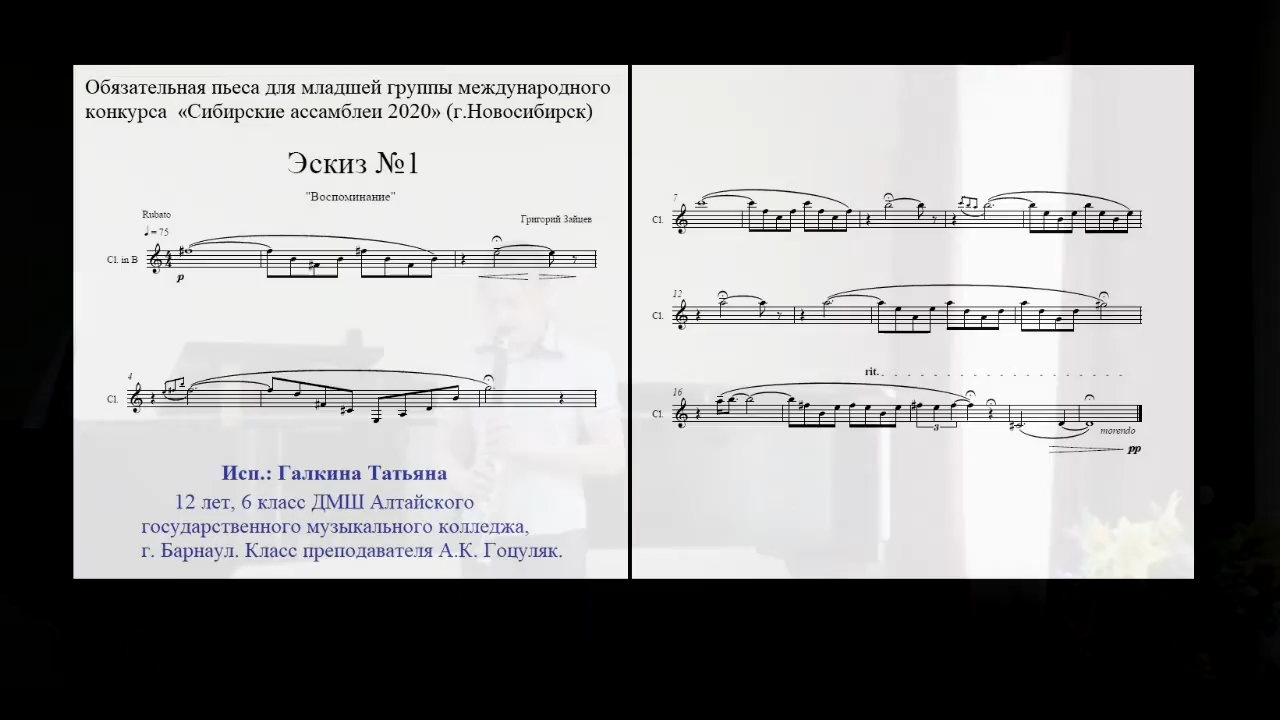 Обязательная пьеса для младшей группы международного
конкурса «Сибирские ассамблеи 2020» (г.Новосибирск)
Эскиз №1
"Воспоминание"
Rubato
Григорий Зайцев
♩= 75
Cl. in B
p
4
Cl.
Исп.: Галкина Татьяна
12 лет, 6 класс ДМШ Алтайского
государственного музыкального колледжа,
г. Барнаул. Класс преподавателя А.К. Гоцуляк.
7
Cl.
12
Cl.
rit.
16
Cl.
3
morendo
pp